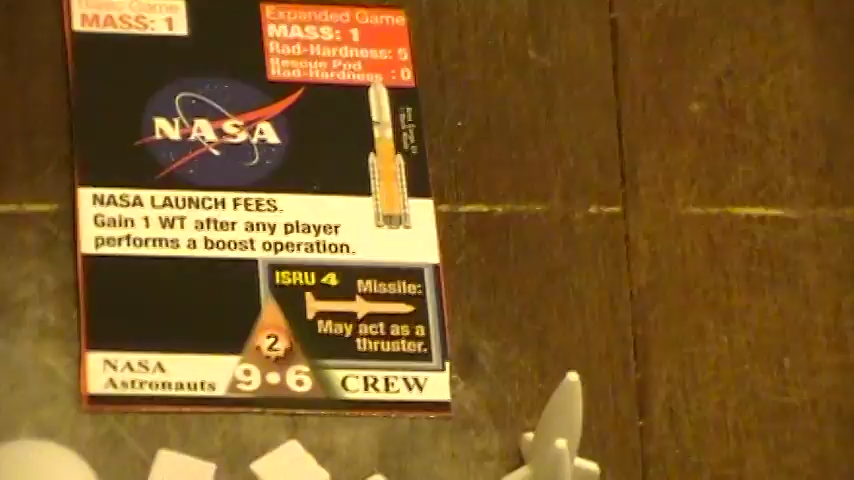 Basic Game
MASS: 1
Expanded Game
MASS: 1
Rad-Hardness: 5
Rescue Pod
Rad-Hardness : 0
NASA
NASA LAUNCH FEES.
Gain 1 WT after any player
performs a boost operation.
ISRU 4
Missile:
May act as a
thruster.
2
9•6
NASA
Astronauts
CREW